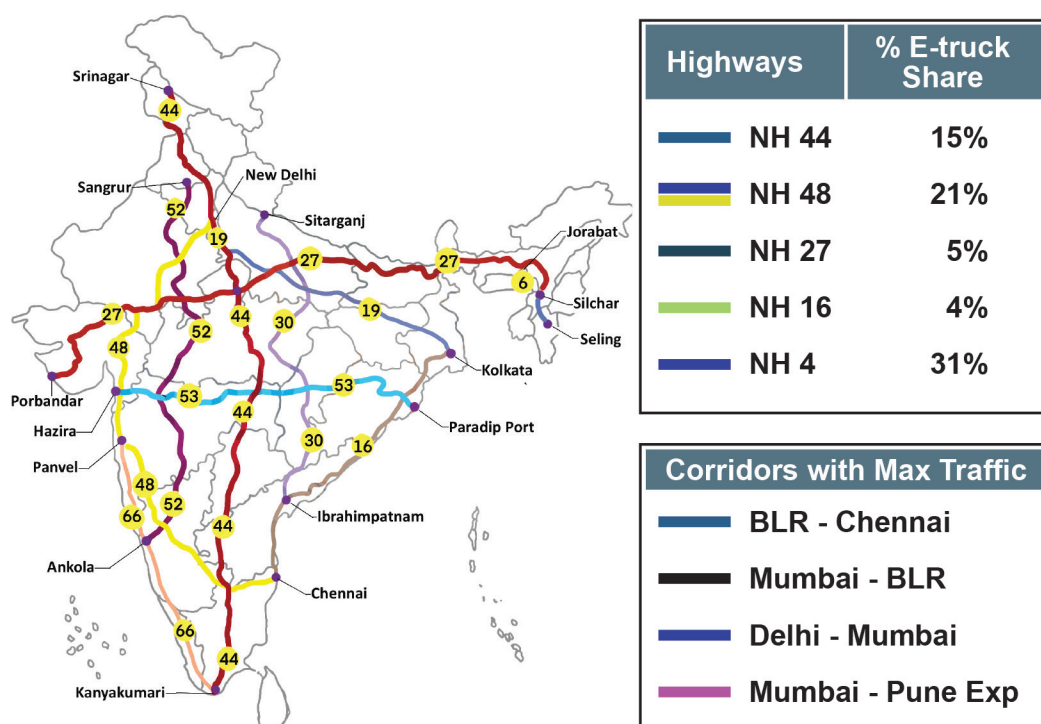 Srinagar
44
Sangrur
New Delhi
52
Sitarganj
19
Jorabat
27
27
6
Silchar
27
44
19
30
Seling
52
48
Kolkata
Porbandar
53
53
Hazira
44
Paradip Port
Panvel
30
16
48
52
66
44
Ibrahimpatnam
Ankola
Chennai
66
44
Kanyakumari
Highways % E-truck
Share
NH 44 15%
NH 48 21%
NH 27 5%
NH 16 4%
NH 4 31%
Corridors with Max Traffic
BLR - Chennai
Mumbai - BLR
Delhi - Mumbai
Mumbai - Pune Exp